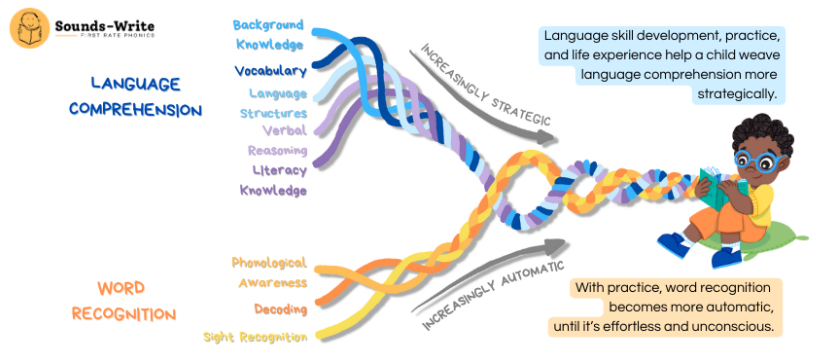 Sounds-Write
FIRST RATE PHONICS
LANGUAGE
COMPREHENSION
Background
Knowledge
Vocabulary
Language
Structures
Verbal
Reasoning
Literacy
Knowledge
INCREASINGLY STRATEGIC
Language skill development, practice,
and life experience help a child weave
language comprehension more
strategically.
WORD
RECOGNITION
Phonological
Awareness
Decoding
Sight Recognition
INCREASINGLY AUTOMATIC
With practice, word recognition
becomes more automatic,
until it's effortless and unconscious.